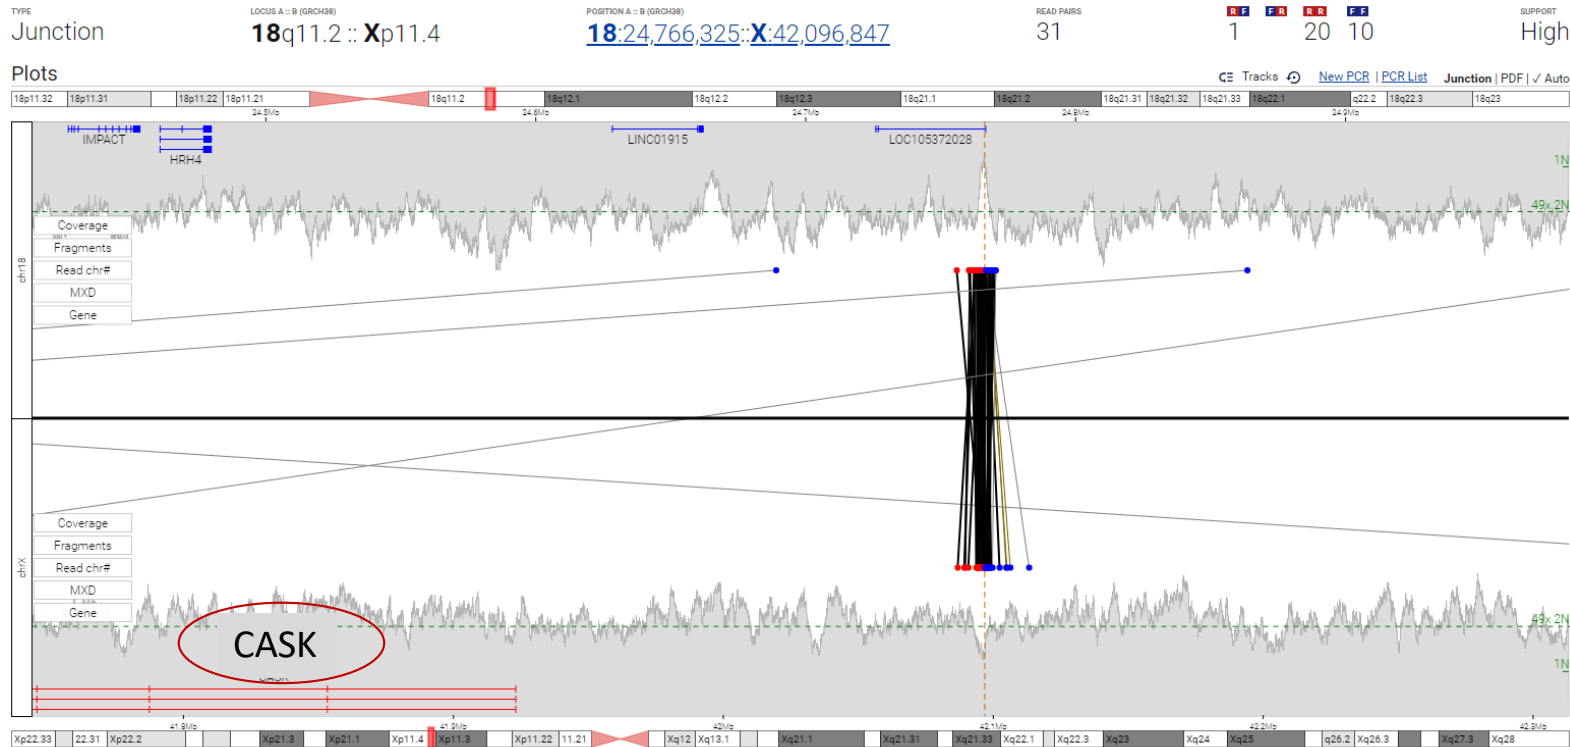 TYPE LOCUS A :: B (GRCH38) POSITION A :: B (GRCH38) READ PAIRS R F F R R R F F SUPPORT
Junction 18q11.2 :: Xp11.4 18:24,766,325::X:42,096,847 31 1 20 10 High
Plots Tracks New PCR | PCR List Junction | PDF | ✓ Auto
18p11.32 18p11.31 18p11.22 18p11.21 18q11.2 18q12.1 18q12.2 18q12.3 18q21.1 18q21.2 18q21.31 18q21.32 18q21.33 18q22.1 q22.2 18q22.3 18q23
24.5Mb 24.6Mb 24.7Mb 24.8Mb 24.9Mb
IMPACT LINC01915 LOC105372028
HRH4 1N
49x 2N
Coverage
Fragments
chr18 Read chr#
MXD
Gene
Coverage
Fragments
chrX Read chr#
MXD
Gene 49x 2N
CASK
1N
41.8Mb 41.9Mb 42Mb 42.1Mb 42.2Mb 42.3Mb
Xp22.33 22.31 Xp22.2 Xp21.3 Xp21.1 Xp11.4 Xp11.3 Xp11.22 11.21 Xq12 Xq13.1 Xq21.1 Xq21.31 Xq21.33 Xq22.1 Xq22.3 Xq23 Xq24 Xq25 q26.2 Xq26.3 Xq27.3 Xq28